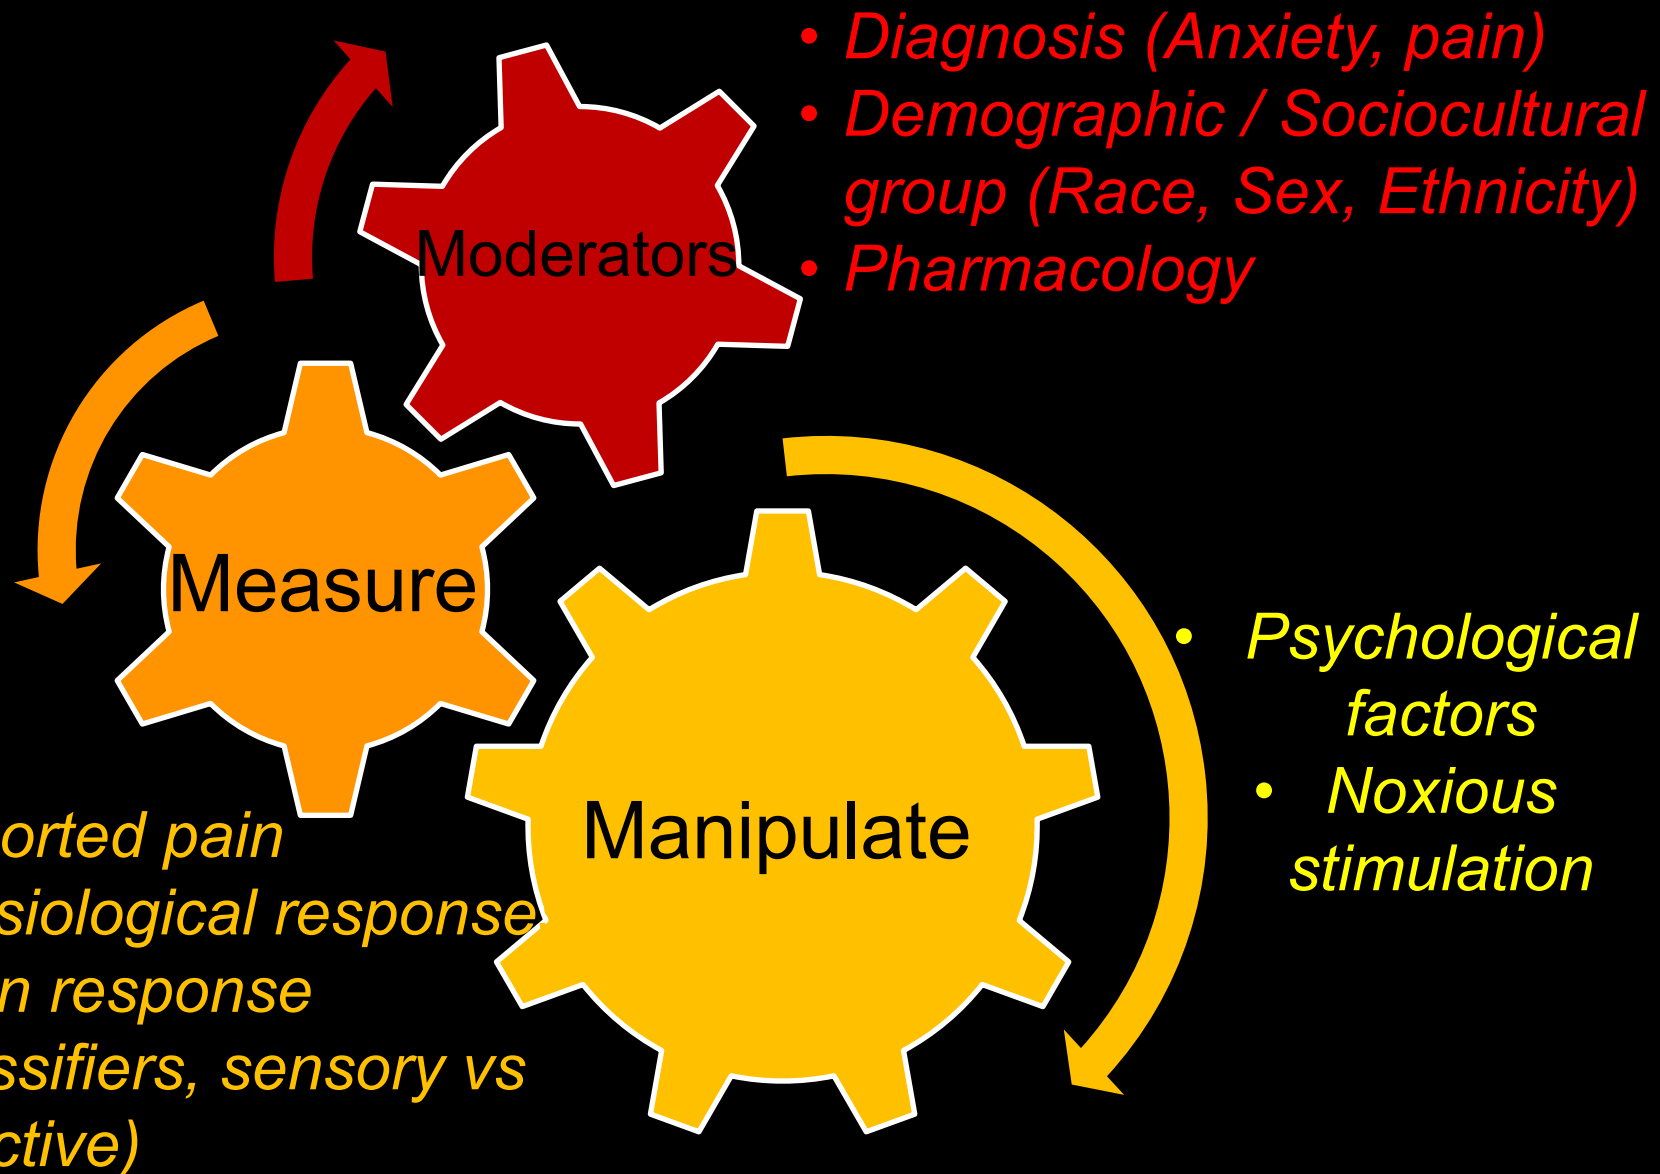 • Diagnosis (Anxiety, pain)
• Demographic / Sociocultural
group (Race, Sex, Ethnicity)
• Pharmacology
Moderators
Measure
Manipulate
• Psychological
factors
• Noxious
stimulation
orted pain
siological response
n response
ssifiers, sensory vs
ctive)